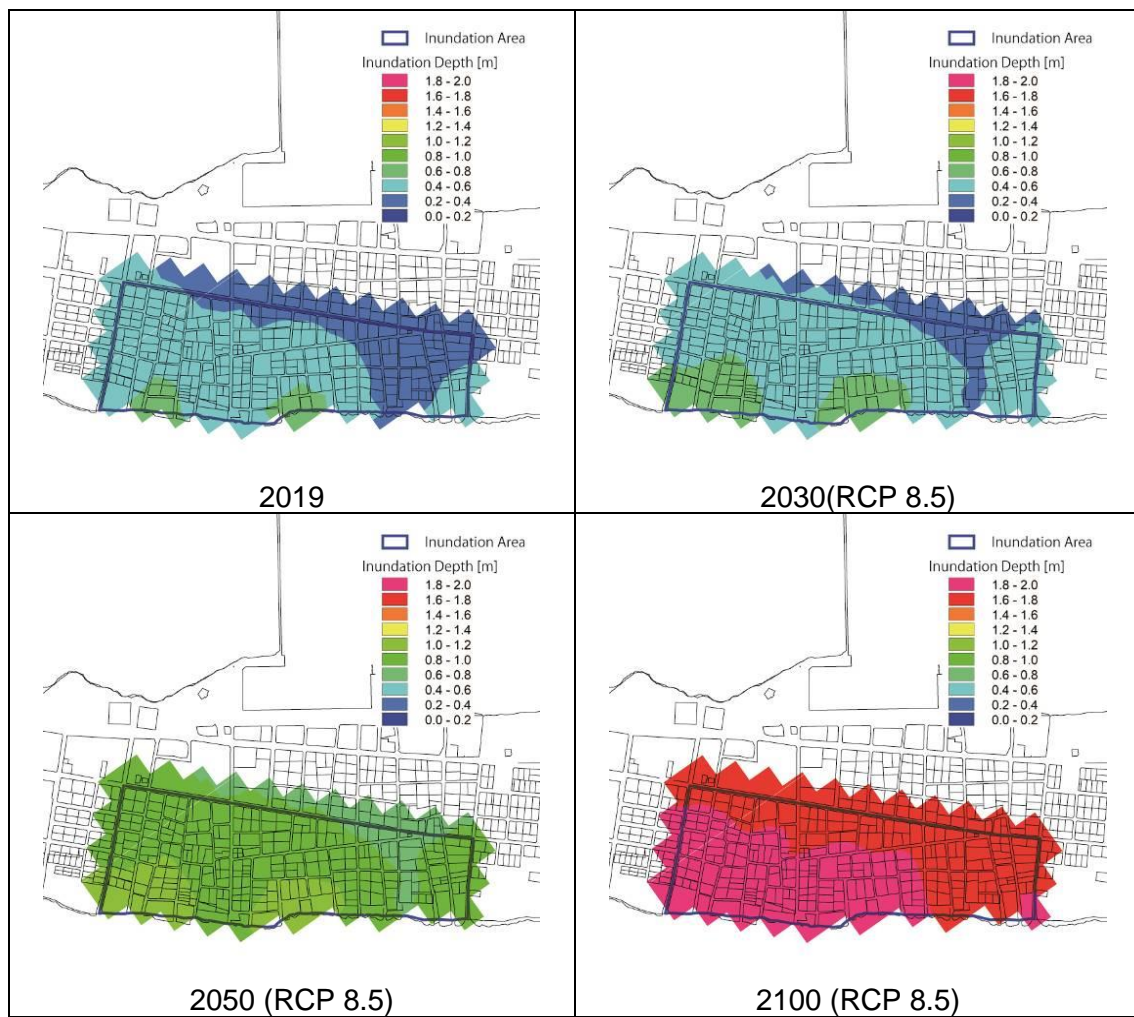 Inundation Area
Inundation Depth [m]
1.8 - 2.0
1.6 - 1.8
1.4 - 1.6
1.2 - 1.4
1.0 - 1.2
0.8 - 1.0
0.6 - 0.8
0.4 - 0.6
0.2 - 0.4
0.0 - 0.2
2019
Inundation Area
Inundation Depth [m]
1.8 - 2.0
1.6 - 1.8
1.4 - 1.6
1.2 - 1.4
1.0 - 1.2
0.8 - 1.0
0.6 - 0.8
0.4 - 0.6
0.2 - 0.4
0.0 - 0.2
2030(RCP 8.5)
Inundation Area
Inundation Depth [m]
1.8 - 2.0
1.6 - 1.8
1.4 - 1.6
1.2 - 1.4
1.0 - 1.2
0.8 - 1.0
0.6 - 0.8
0.4 - 0.6
0.2 - 0.4
0.0 - 0.2
2050 (RCP 8.5)
Inundation Area
Inundation Depth [m]
1.8 - 2.0
1.6 - 1.8
1.4 - 1.6
1.2 - 1.4
1.0 - 1.2
0.8 - 1.0
0.6 - 0.8
0.4 - 0.6
0.2 - 0.4
0.0 - 0.2
2100 (RCP 8.5)